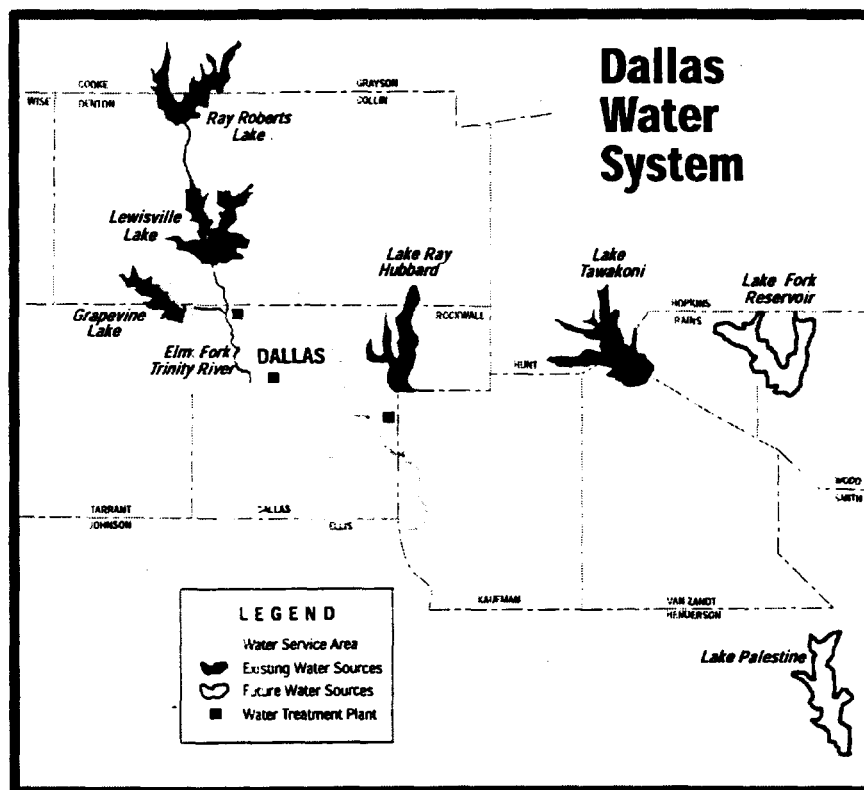 Dallas
Water
System
COOKE
GRAYSON
WISE
DENTON
COLLIN
Ray Roberts
Lake
Lewisville
Lake
Lake Ray
Hubbard
Lake
Tawakoni
Lake Fork
Reservoir
HOPKINS
RAINS
Grapevine
Lake
ROCKWALL
Elm Fork
Trinity River
DALLAS
HUNT
WOOD
SMITH
TARRANT
JOHNSON
DALLAS
ELLIS
KAUFMAN
VAN ZANDT
HENDERSON
LEGEND
Water Service Area
Existing Water Sources
Future Water Sources
Water Treatment Plant
Lake Palestine